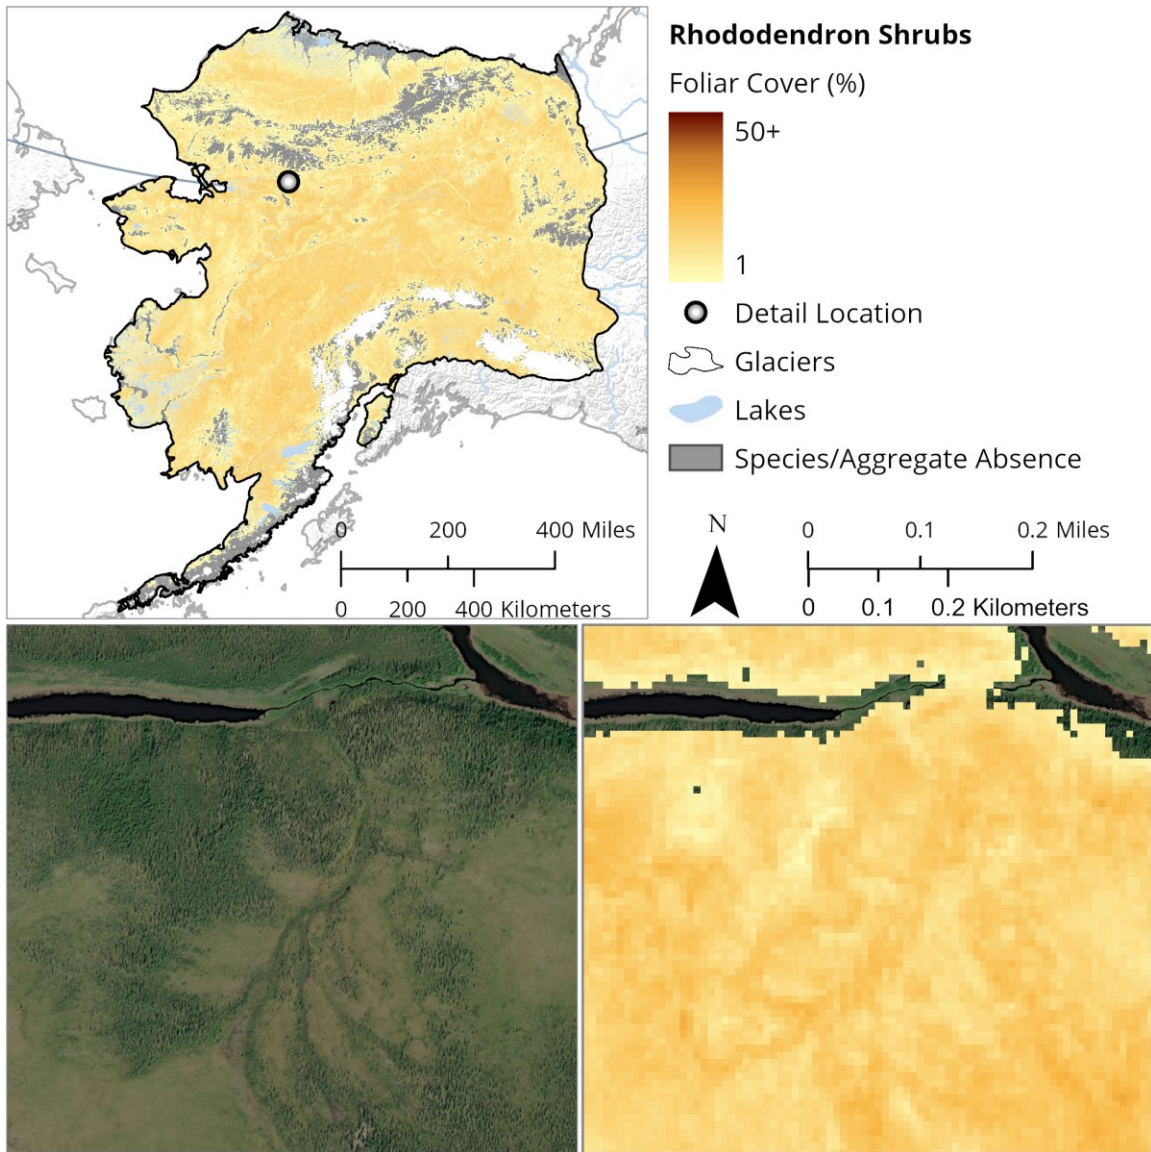 Rhododendron Shrubs
Foliar Cover (%)
50+
1
Detail Location
Glaciers
Lakes
Species/Aggregate Absence
0 200 400 Miles
0 200 400 Kilometers
N
0 0.1 0.2 Miles
0 0.1 0.2 Kilometers